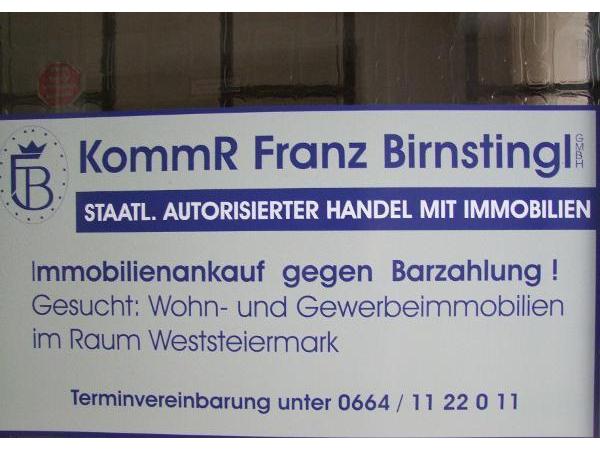 KommR Franz Birnstingl GMBH
FB
STAATL. AUTORISIERTER HANDEL MIT IMMOBILIEN
Immobilienankauf gegen Barzahlung !
Gesucht: Wohn- und Gewerbeimmobilien
im Raum Weststeiermark
Terminvereinbarung unter 0664 / 11 22 0 11